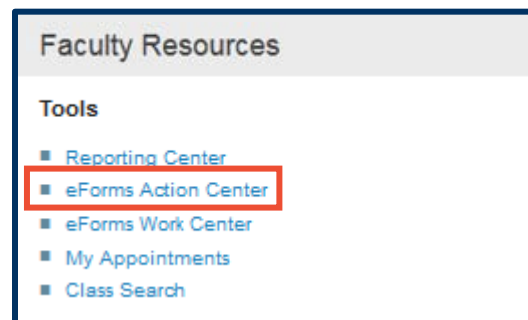 Faculty Resources
Tools
Reporting Center
eForms Action Center
eForms Work Center
My Appointments
Class Search